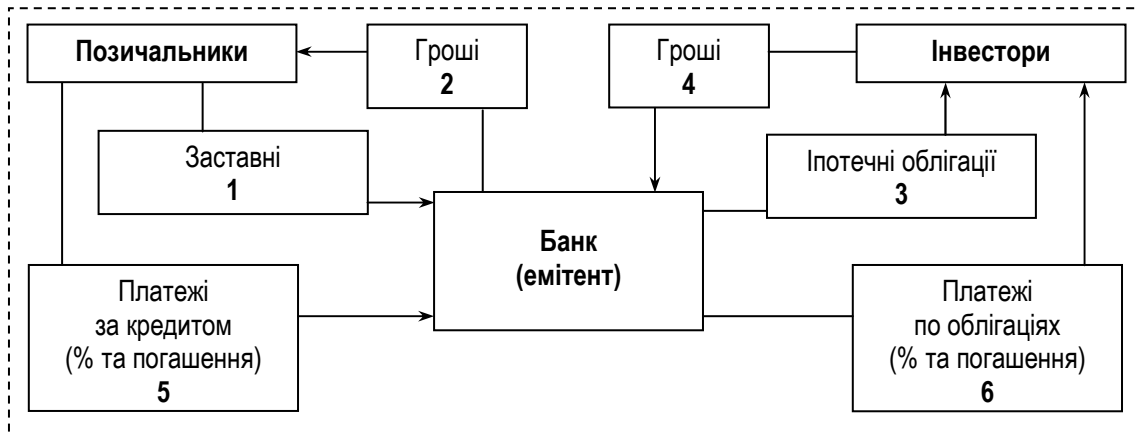 Позичальники
Гроші
2
Гроші
4
Інвестори
Заставні
1
Іпотечні облігації
3
Банк
(емітент)
Платежі
за кредитом
(% та погашення)
5
Платежі
по облігаціях
(% та погашення)
6